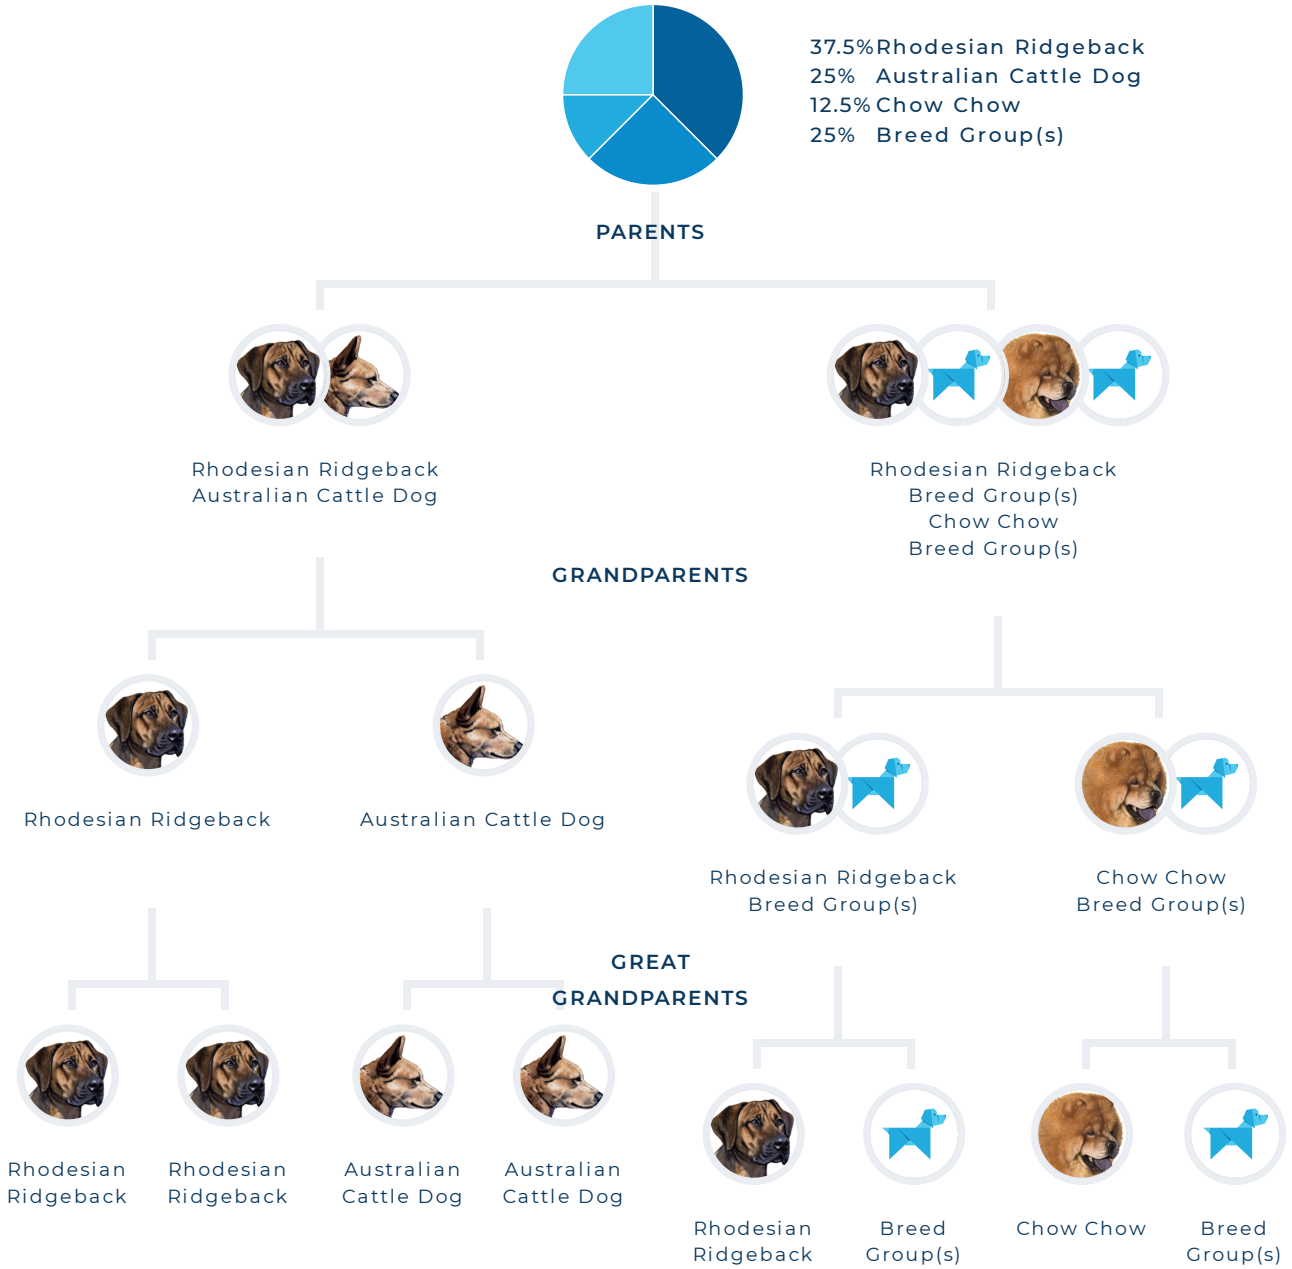 37.5% Rhodesian Ridgeback
25% Australian Cattle Dog
12.5% Chow Chow
25% Breed Group(s)
PARENTS
Rhodesian Ridgeback
Australian Cattle Dog
Rhodesian Ridgeback
Breed Group(s)
Chow Chow
Breed Group(s)
GRANDPARENTS
Rhodesian Ridgeback
Australian Cattle Dog
Rhodesian Ridgeback
Breed Group(s)
Chow Chow
Breed Group(s)
GREAT
GRANDPARENTS
Rhodesian
Ridgeback
Rhodesian
Ridgeback
Australian
Cattle Dog
Australian
Cattle Dog
Rhodesian
Ridgeback
Breed
Group(s)
Chow Chow
Breed
Group(s)